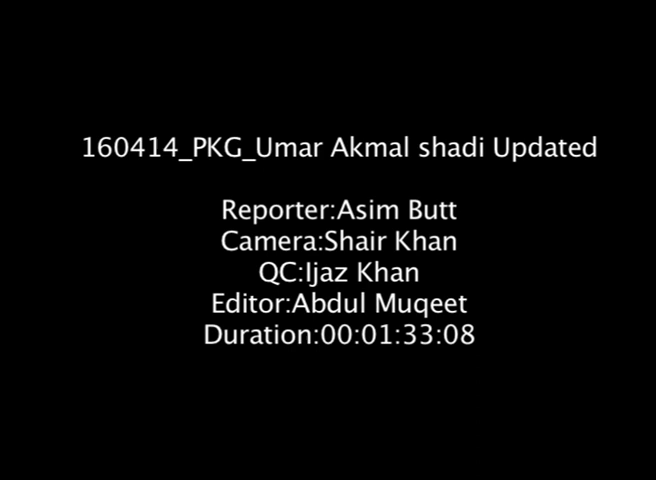 160414_PKG_Umar Akmal shadi Updated
Reporter:Asim Butt
Camera:Shair Khan
QC:Ijaz Khan
Editor:Abdul Muqeet
Duration:00:01:33:08